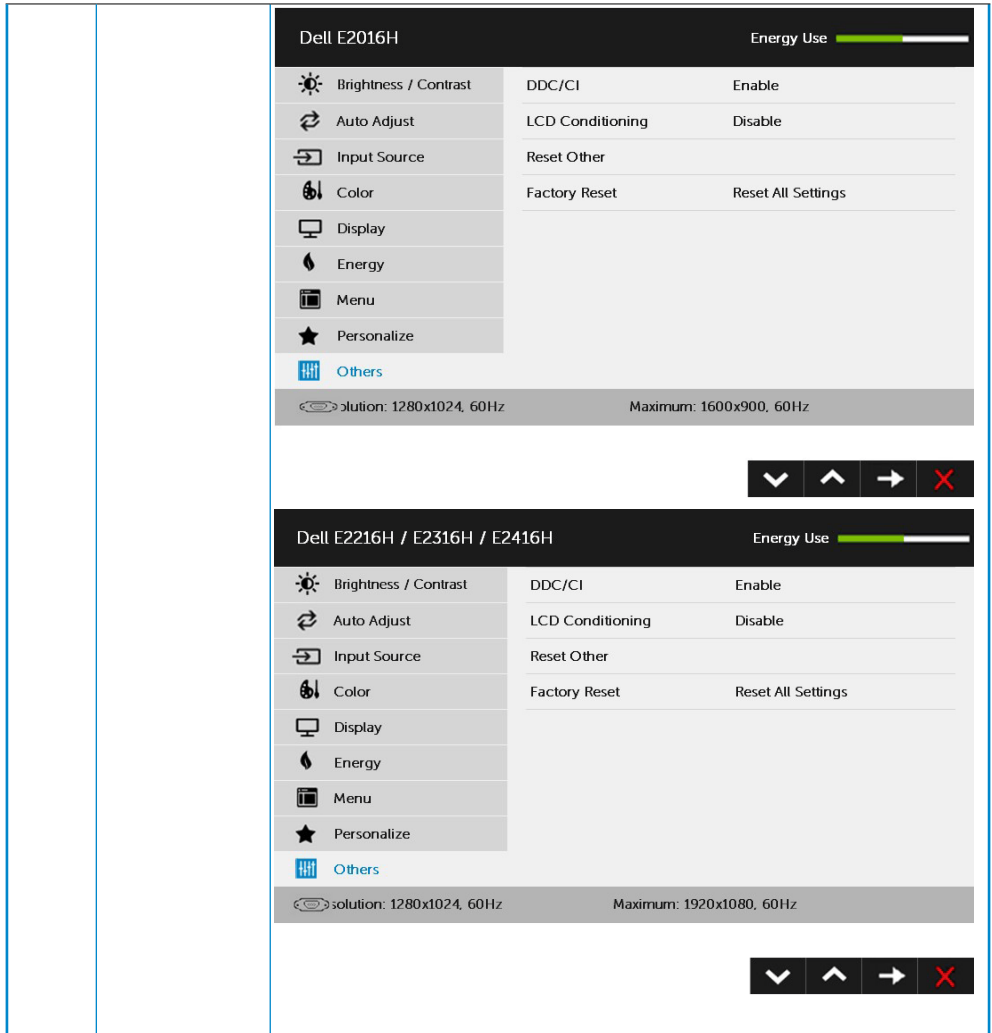 Dell E2016H Energy Use
Brightness / Contrast DDC/CI Enable
Auto Adjust LCD Conditioning Disable
Input Source Reset Other
Color Factory Reset Reset All Settings
Display
Energy
Menu
Personalize
Others
olution: 1280x1024, 60Hz Maximum: 1600x900, 60Hz
Dell E2216H / E2316H / E2416H Energy Use
Brightness / Contrast DDC/CI Enable
Auto Adjust LCD Conditioning Disable
Input Source Reset Other
Color Factory Reset Reset All Settings
Display
Energy
Menu
Personalize
Others
solution: 1280x1024, 60Hz Maximum: 1920x1080, 60Hz